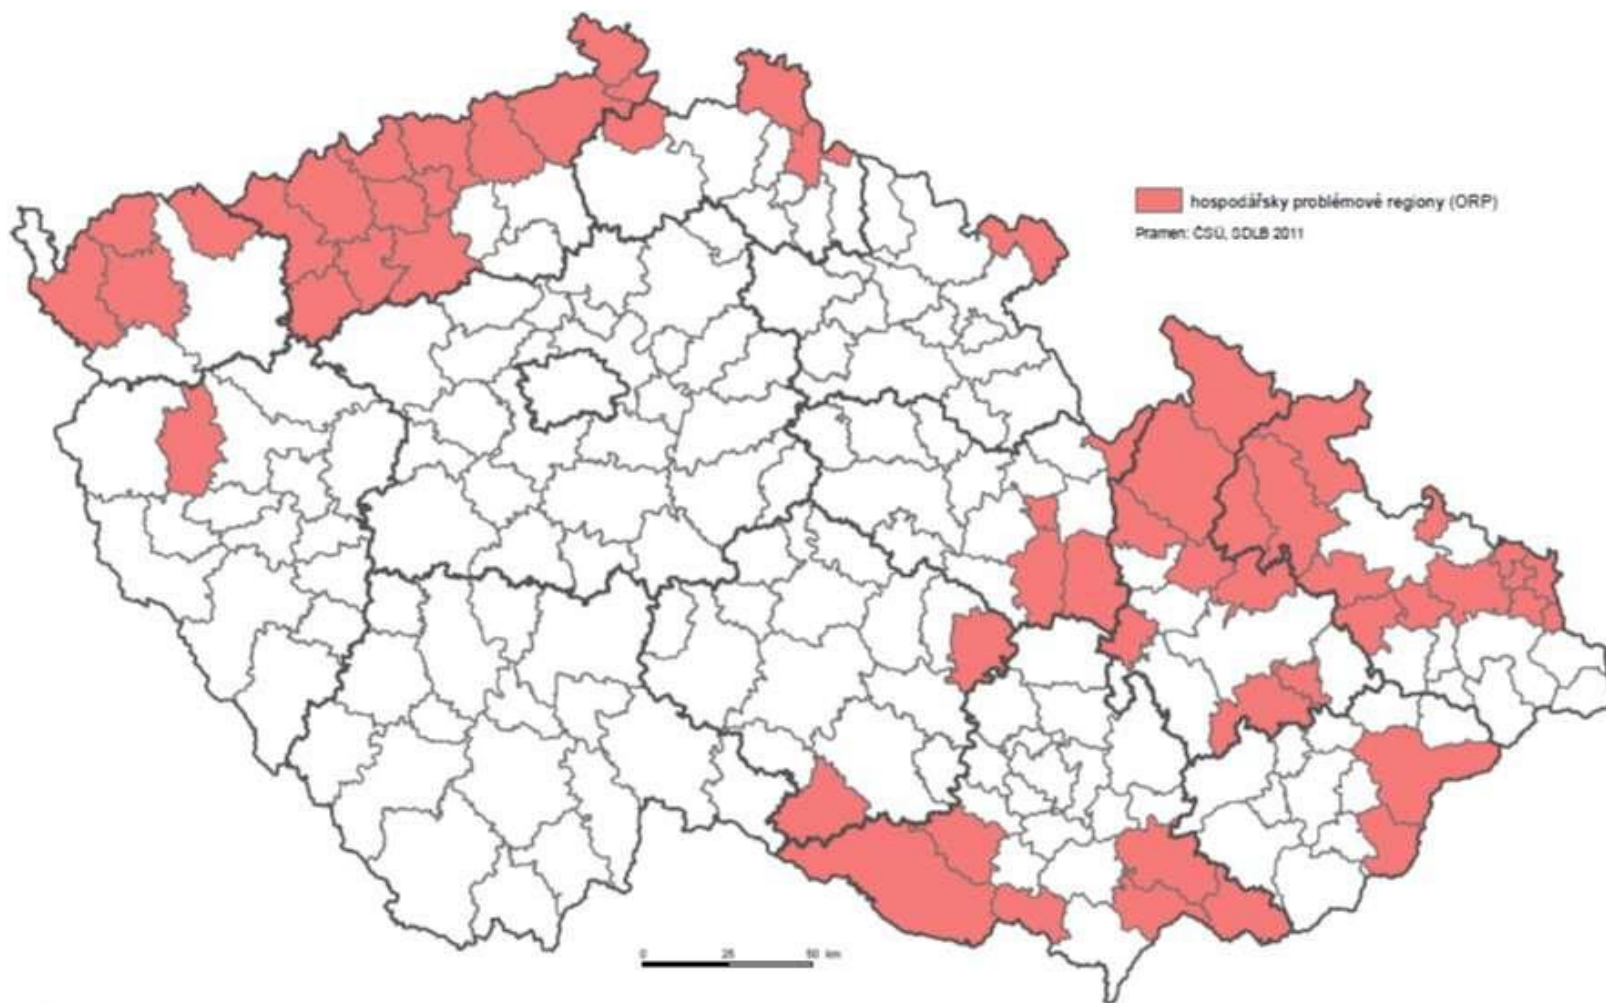 hospodářsky problémové regiony (ORP)
Pramen: ČSÚ, SDLB 2011
0 25 50 km